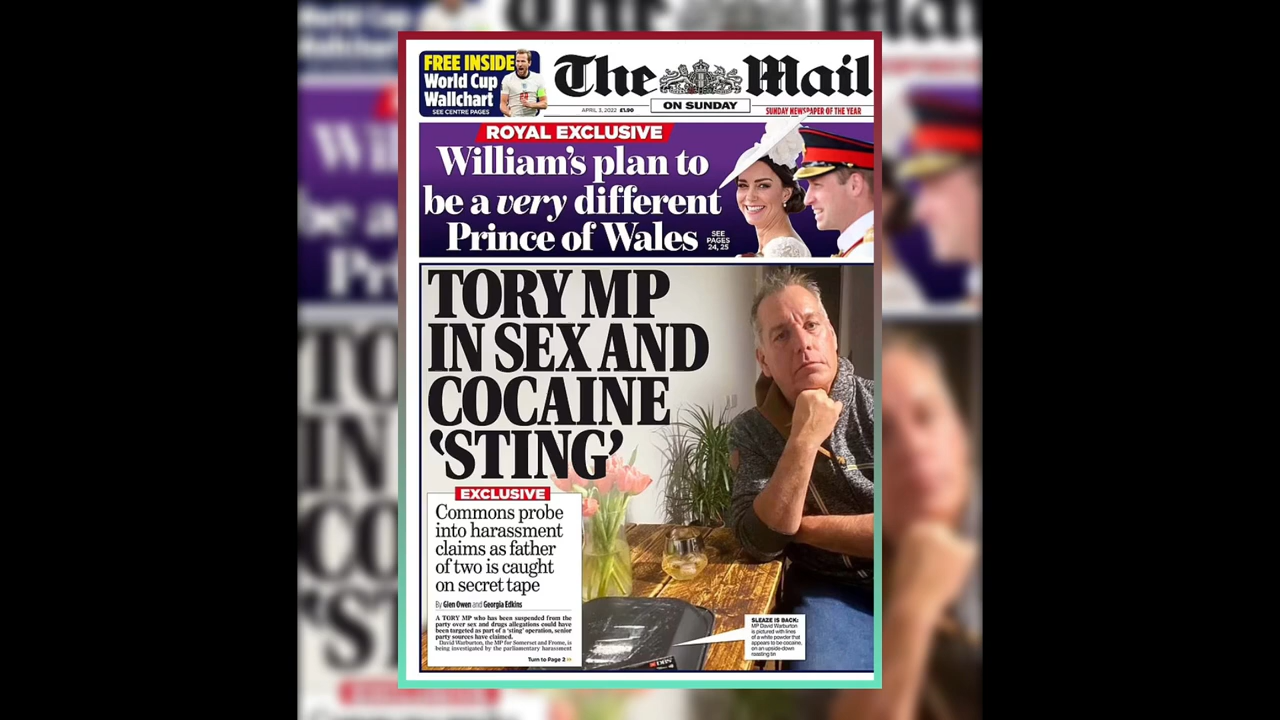 FREE INSIDE
World Cup
Wallchart
SEE CENTRE PAGES
The Mail
ON SUNDAY
APRIL 3, 2022 £1.90
SUNDAY NEWSPAPER OF THE YEAR
ROYAL EXCLUSIVE
William's plan to
be a very different
Prince of Wales
SEE
PAGES
24, 25
TORY MP
IN SEX AND
COCAINE
‘STING’
EXCLUSIVE
Commons probe
into harassment
claims as father
of two is caught
on secret tape
By Glen Owen and Georgia Edkins
A TORY MP who has been suspended from the
party over sex and drugs allegations could have
been targeted as part of a ‘sting’ operation, senior
party sources have claimed.
David Warburton, the MP for Somerset and Frome, is
being investigated by the parliamentary harassment
Turn to Page 2
SLEAZE IS BACK:
MP David Warburton
is pictured with lines
of a white powder that
appears to be cocaine,
on an upside-down
roasting tin